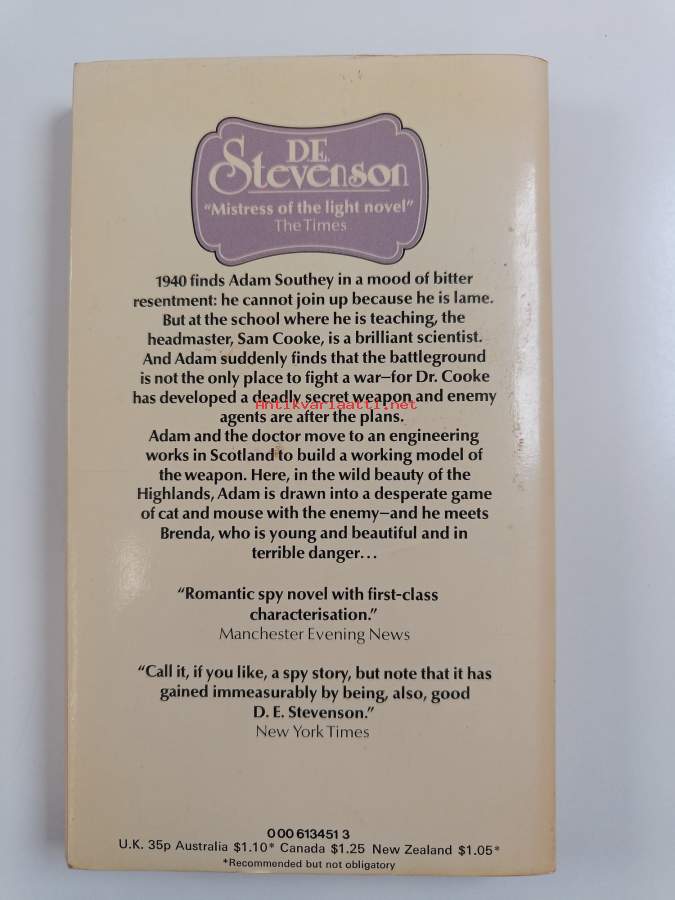 D.E.
Stevenson
“Mistress of the light novel”
The Times
1940 finds Adam Southey in a mood of bitter
resentment: he cannot join up because he is lame.
But at the school where he is teaching, the
headmaster, Sam Cooke, is a brilliant scientist.
And Adam suddenly finds that the battleground
is not the only place to fight a war—for Dr. Cooke
has developed a deadly secret weapon and enemy
Antikvariaatti.net
agents are after the plans.
Adam and the doctor move to an engineering
works in Scotland to build a working model of
the weapon. Here, in the wild beauty of the
Highlands, Adam is drawn into a desperate game
of cat and mouse with the enemy—and he meets
Brenda, who is young and beautiful and in
terrible danger...
“Romantic spy novel with first-class
characterisation.”
Manchester Evening News
“Call it, if you like, a spy story, but note that it has
gained immeasurably by being, also, good
D. E. Stevenson.”
New York Times
0 00 613451 3
U.K. 35p Australia $1.10* Canada $1.25 New Zealand $1.05*
*Recommended but not obligatory